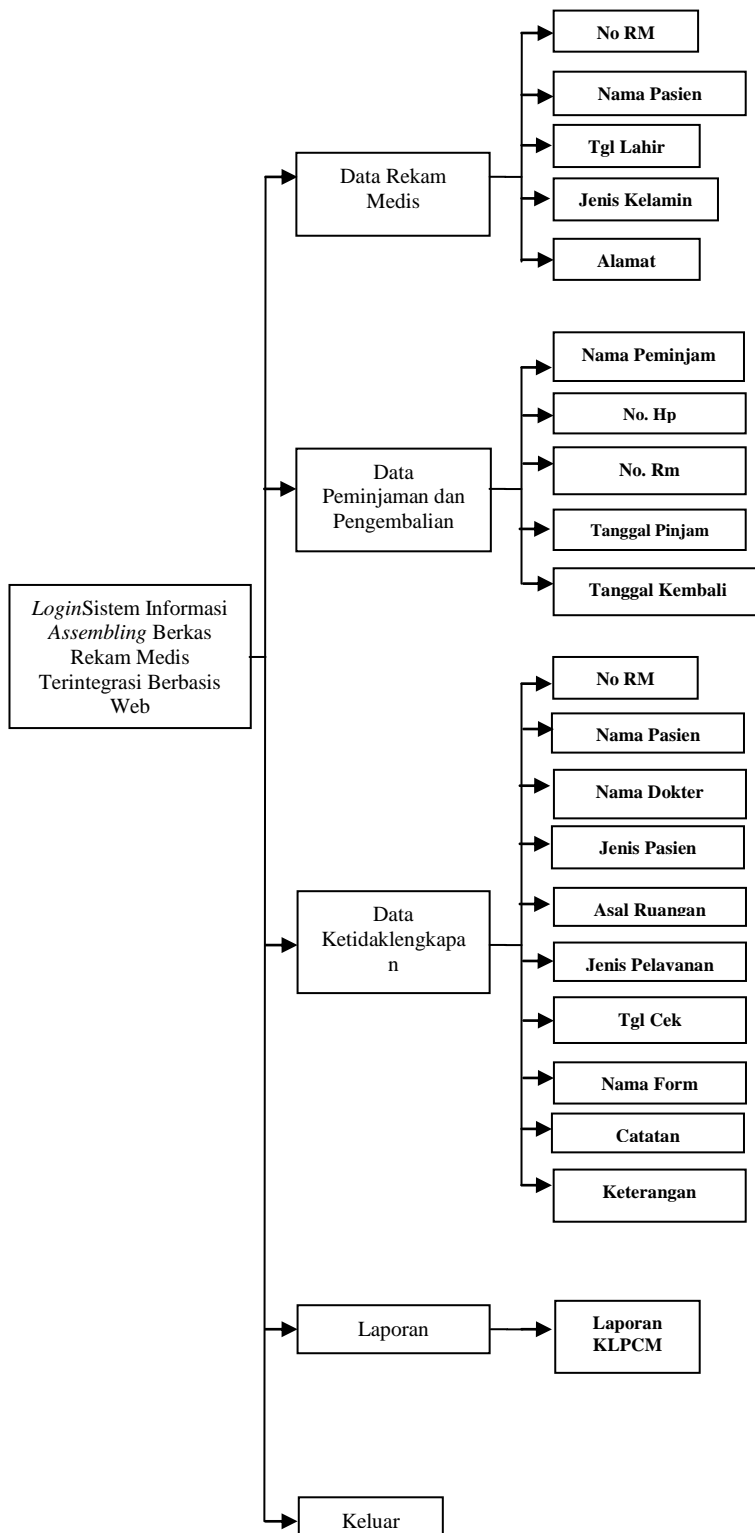 LoginSistem Informasi
Assembling Berkas
Rekam Medis
Terintegrasi Berbasis
Web
Data Rekam
Medis
No RM
Nama Pasien
Tgl Lahir
Jenis Kelamin
Alamat
Data
Peminjaman dan
Pengembalian
Nama Peminjam
No. Hp
No. Rm
Tanggal Pinjam
Tanggal Kembali
Data
Ketidaklengkapa
n
No RM
Nama Pasien
Nama Dokter
Jenis Pasien
Asal Ruangan
Jenis Pelayanan
Tgl Cek
Nama Form
Catatan
Keterangan
Laporan
Laporan
KLPCM
Keluar